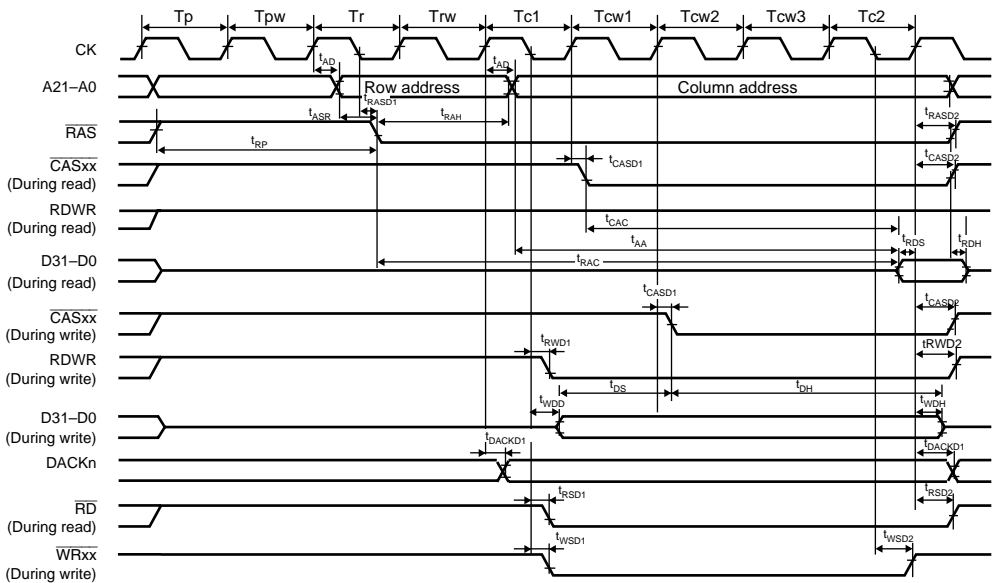 Tp Tpw Tr Trw Tc1 Tcw1 Tcw2 Tcw3 Tc2
CK
tAD tAD
A21–A0 Row address Column address
tRASD1
tASR tRAH tRASD2
RAS
tRP
CASxx tCASD1 tCASD2
(During read)
RDWR
(During read) tCAC
tAA tRDS tRDH
D31–D0 tRAC
(During read)
tCASD1
CASxx tCASD2
(During write)
RDWR tRWD1 tRWD2
(During write)
tDS tDH
tWDD tWDH
D31–D0
(During write)
tDACKD1 tDACKD1
DACKn
tRSD1 tRSD2
RD
(During read)
tWSD1 tWSD2
WRxx
(During write)